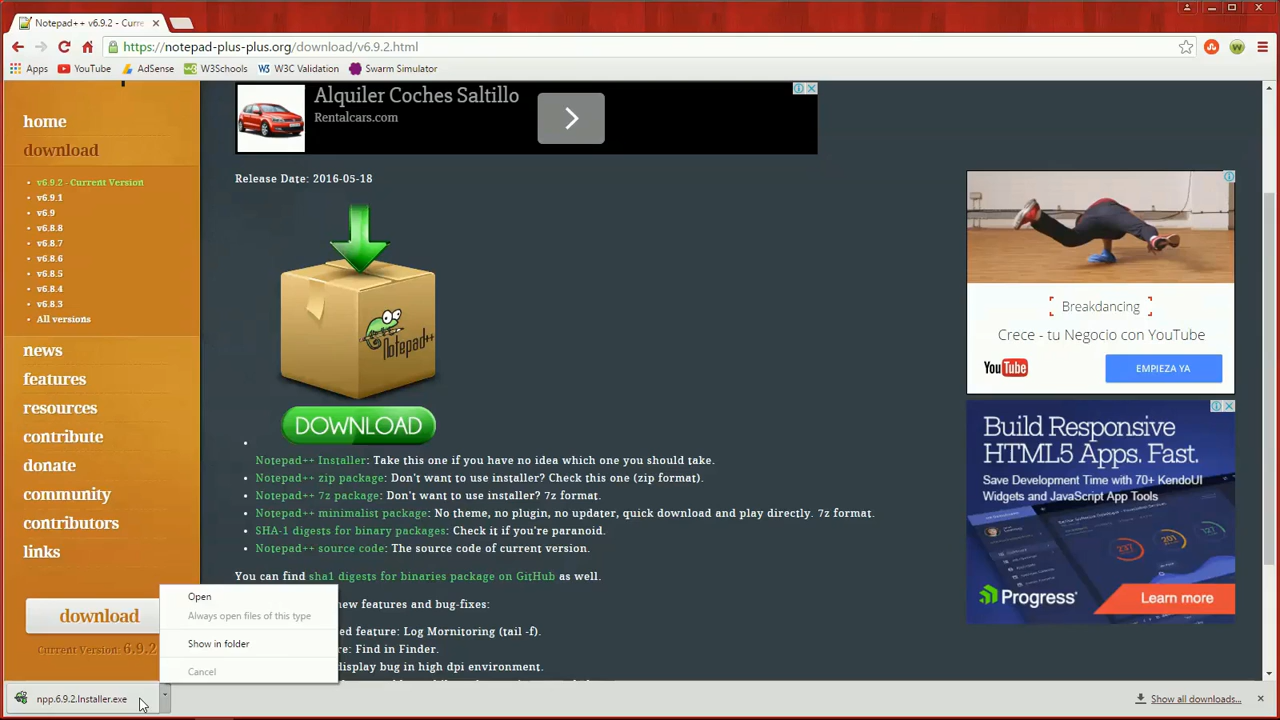 Notepad++ v6.9.2 - Curre
https://notepad-plus-plus.org/download/v6.9.2.html
Apps YouTube AdSense W3Schools W3C Validation Swarm Simulator
home
download
v6.9.2 - Current Version
v6.9.1
v6.9
v6.8.8
v6.8.7
v6.8.6
v6.8.5
v6.8.4
v6.8.3
All versions
news
features
resources
contribute
donate
community
contributors
links
download
Current Version: 6.9.2
Alquiler Coches Saltillo
Rentalcars.com
Release Date: 2016-05-18
Notepad++
DOWNLOAD
Notepad++ Installer: Take this one if you have no idea which one you should take.
Notepad++ zip package: Don't want to use installer? Check this one (zip format).
Notepad++ 7z package: Don't want to use installer? 7z format.
Notepad++ minimalist package: No theme, no plugin, no updater, quick download and play directly. 7z format.
SHA-1 digests for binary packages: Check it if you're paranoid.
Notepad++ source code: The source code of current version.
You can find sha1 digests for binaries package on GitHub as well.
new features and bug-fixes:
ed feature: Log Mornitoring (tail -f).
re: Find in Finder.
display bug in high dpi environment.
Open
Always open files of this type
Show in folder
Cancel
Breakdancing
Crece - tu Negocio con YouTube
YouTube
EMPIEZA YA
Build Responsive
HTML5 Apps. Fast.
Save Development Time with 70+ KendoUI
Widgets and JavaScript App Tools
237
201
127
Progress
Learn more
npp.6.9.2.Installer.exe
Show all downloads...